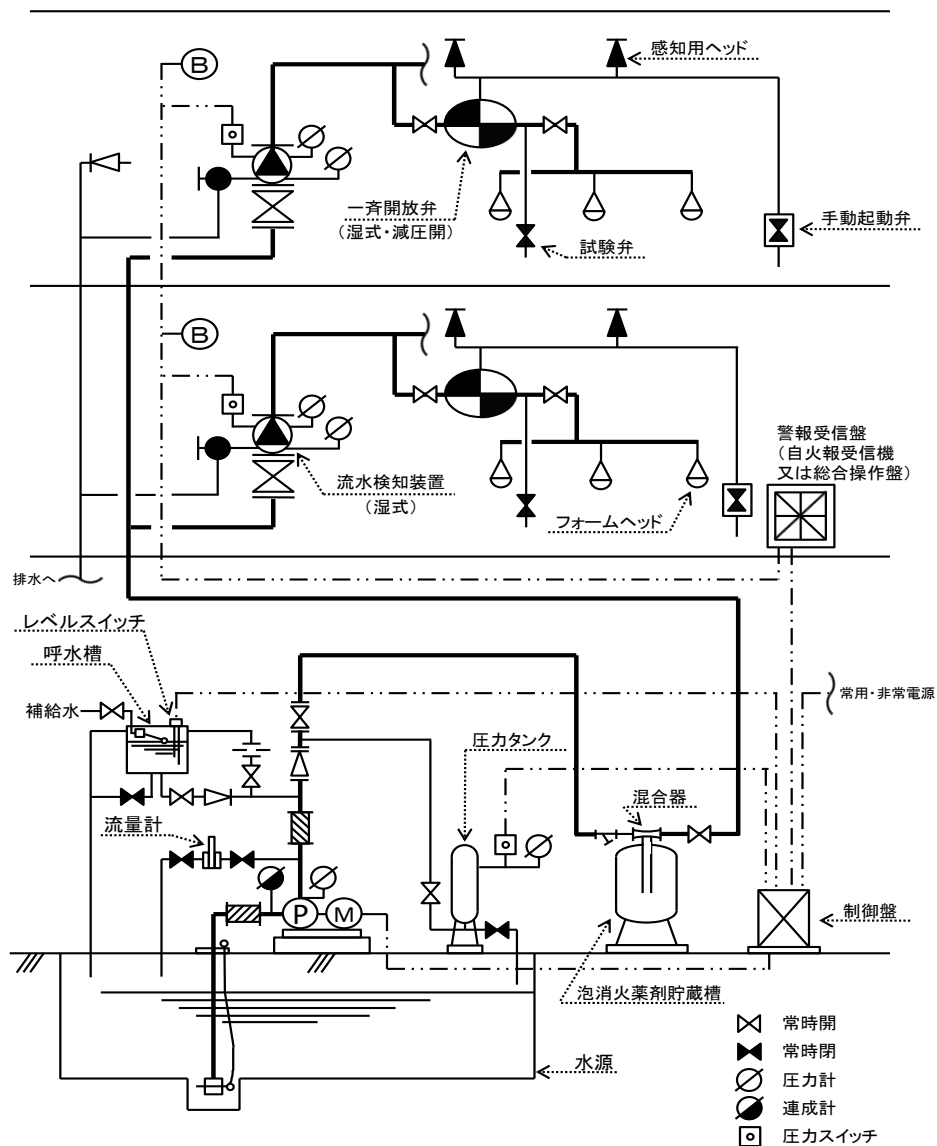 B
感知用ヘッド
一斉開放弁
(湿式・減圧開)
試験弁
手動起動弁
B
流水検知装置
(湿式)
フォームヘッド
警報受信盤
(自火報受信機
又は総合操作盤)
排水へ
レベルスイッチ
呼水槽
補給水
常用・非常電源
圧力タンク
混合器
流量計
P
M
制御盤
泡消火薬剤貯蔵槽
水源
常時開
常時閉
圧力計
連成計
圧力スイッチ